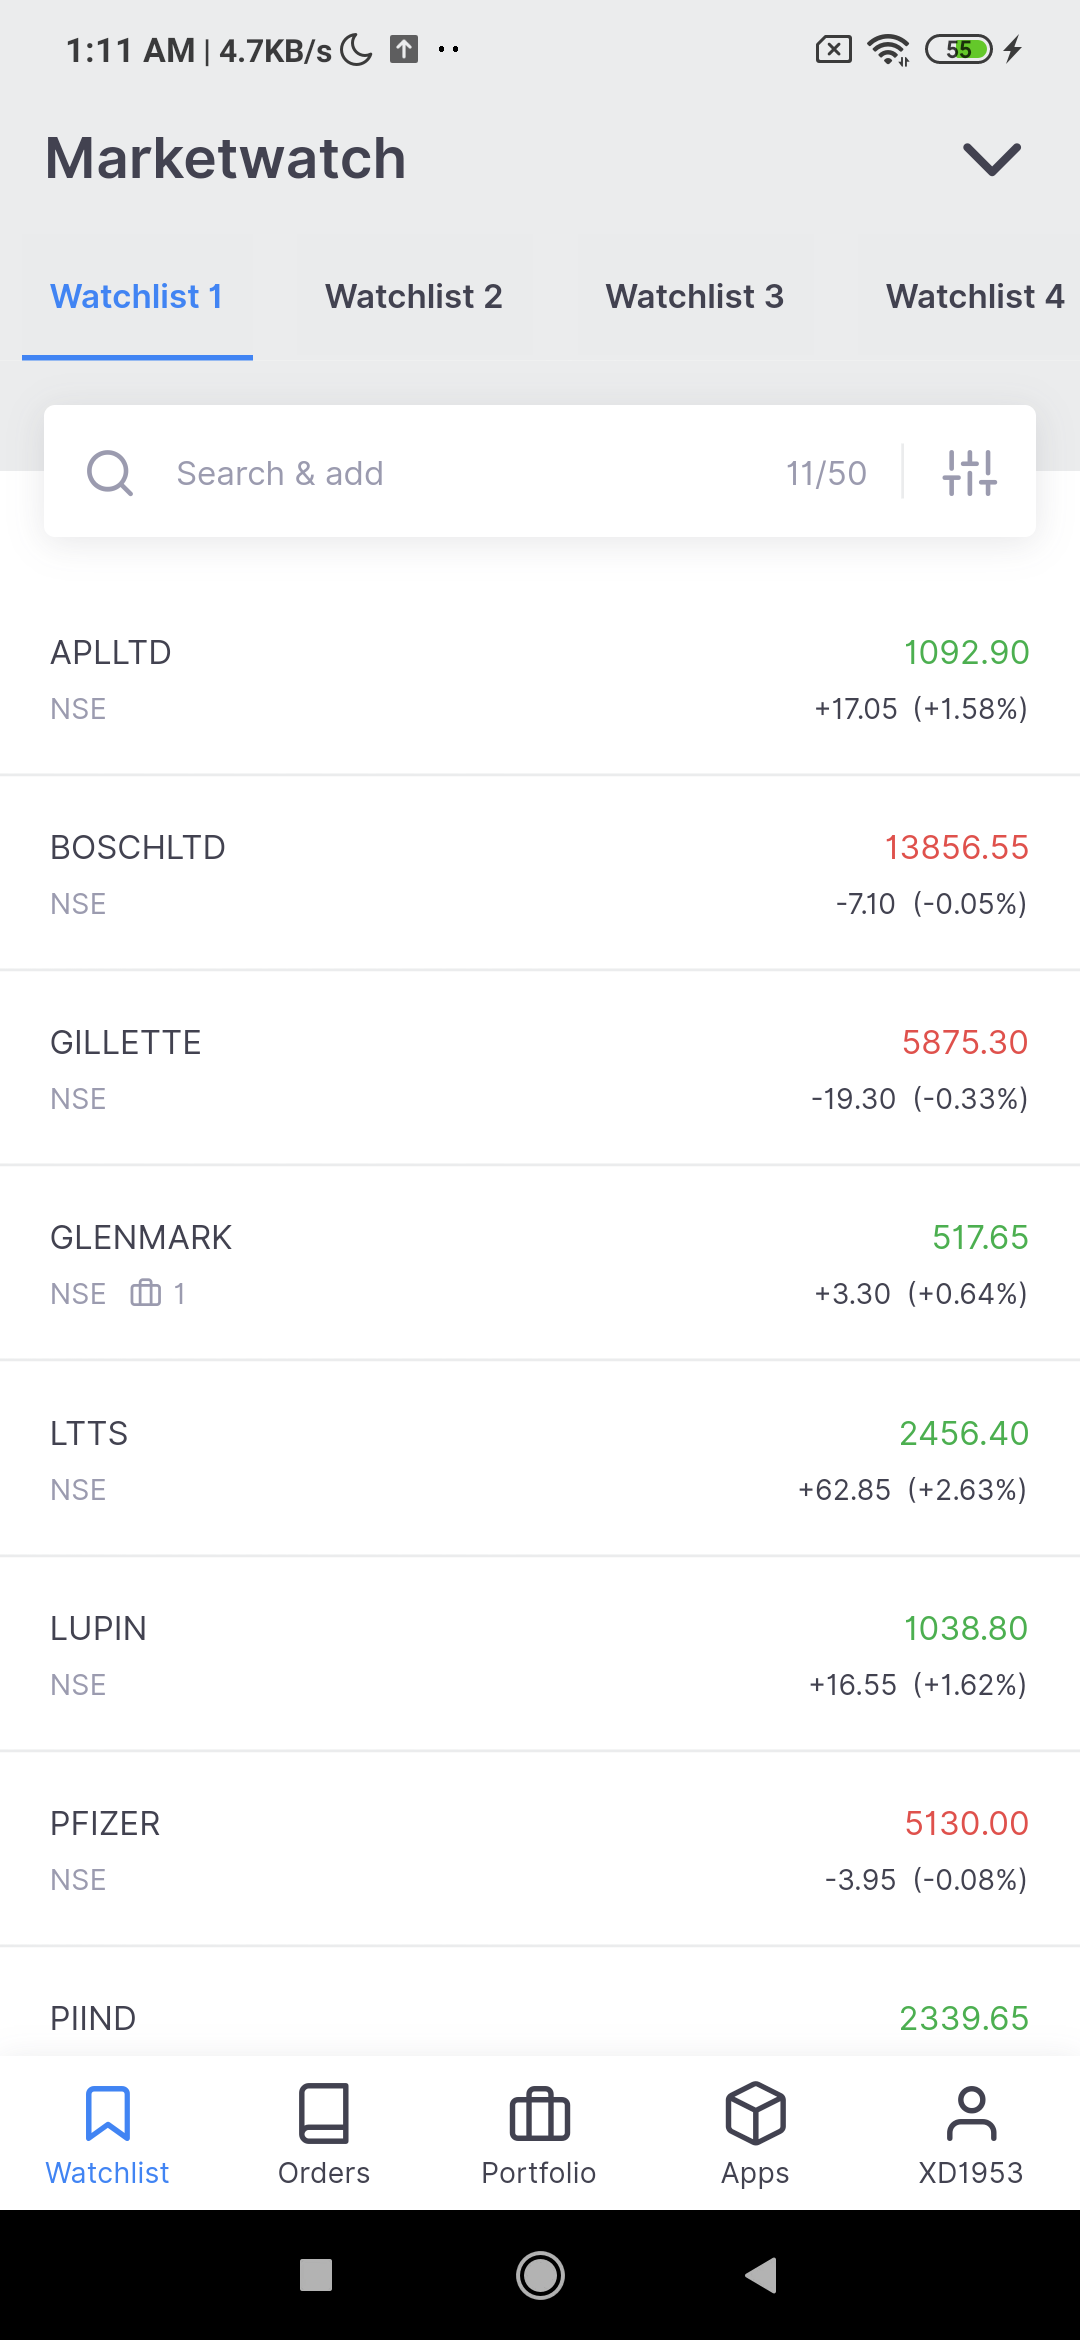 1:11 AM | 4.7KB/s
55
Marketwatch
Watchlist 1 Watchlist 2 Watchlist 3 Watchlist 4
Search & add 11/50
APLLTD 1092.90
NSE +17.05 (+1.58%)
BOSCHLTD 13856.55
NSE -7.10 (-0.05%)
GILLETTE 5875.30
NSE -19.30 (-0.33%)
GLENMARK 517.65
NSE 1 +3.30 (+0.64%)
LTTS 2456.40
NSE +62.85 (+2.63%)
LUPIN 1038.80
NSE +16.55 (+1.62%)
PFIZER 5130.00
NSE -3.95 (-0.08%)
PIIND 2339.65
Watchlist Orders Portfolio Apps XD1953